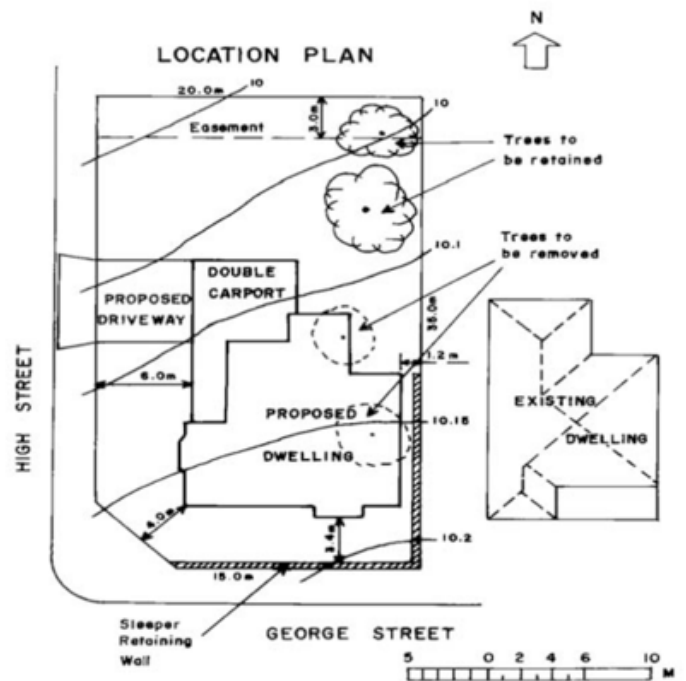 N
LOCATION PLAN
20.0m
10
10
3.0m
Easement
Trees to
be retained
10.1
Trees to
be removed
DOUBLE
CARPORT
PROPOSED
DRIVEWAY
35.0m
1.2m
6.0m
HIGH STREET
EXISTING
DWELLING
PROPOSED
DWELLING
10.15
3.4m
10.2
15.0m
Sleeper
Retaining
Wall
GEORGE STREET
5 0 2 4 6 10 M